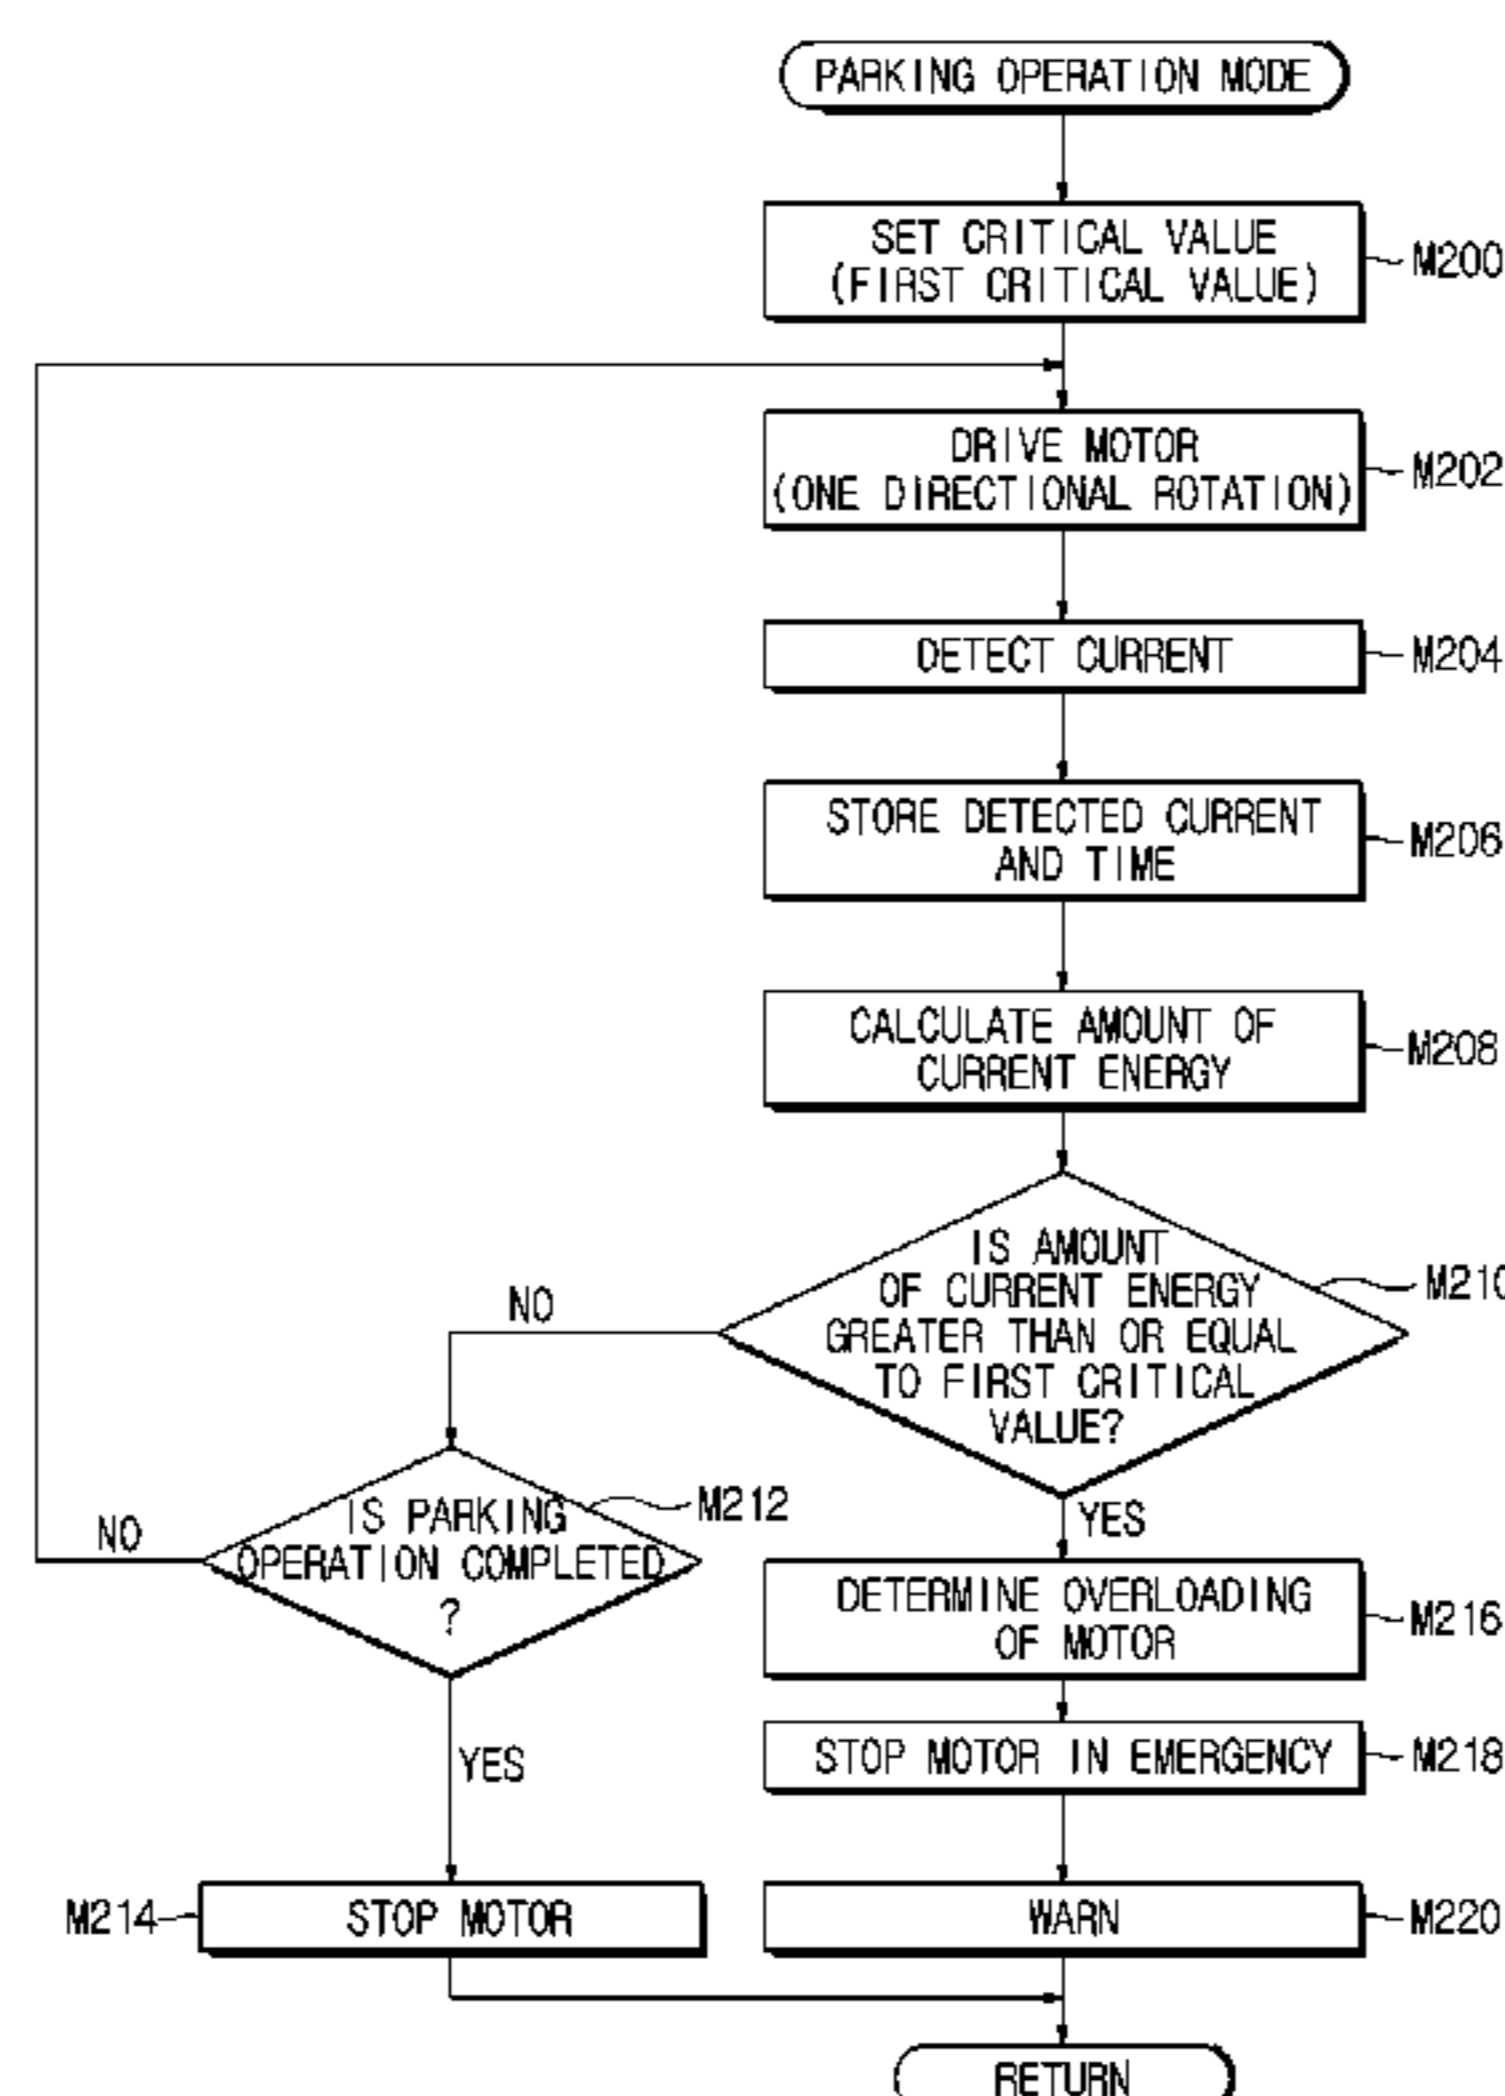 PARKING OPERATION MODE
SET CRITICAL VALUE
(FIRST CRITICAL VALUE)
M200
DRIVE MOTOR
(ONE DIRECTIONAL ROTATION)
M202
DETECT CURRENT
M204
STORE DETECTED CURRENT
AND TIME
M206
CALCULATE AMOUNT OF
CURRENT ENERGY
M208
IS AMOUNT
OF CURRENT ENERGY
GREATER THAN OR EQUAL
TO FIRST CRITICAL
VALUE?
M210
NO
YES
IS PARKING
OPERATION COMPLETED
?
M212
NO
YES
DETERMINE OVERLOADING
OF MOTOR
M216
STOP MOTOR IN EMERGENCY
M218
M214
STOP MOTOR
WARN
M220
RETURN